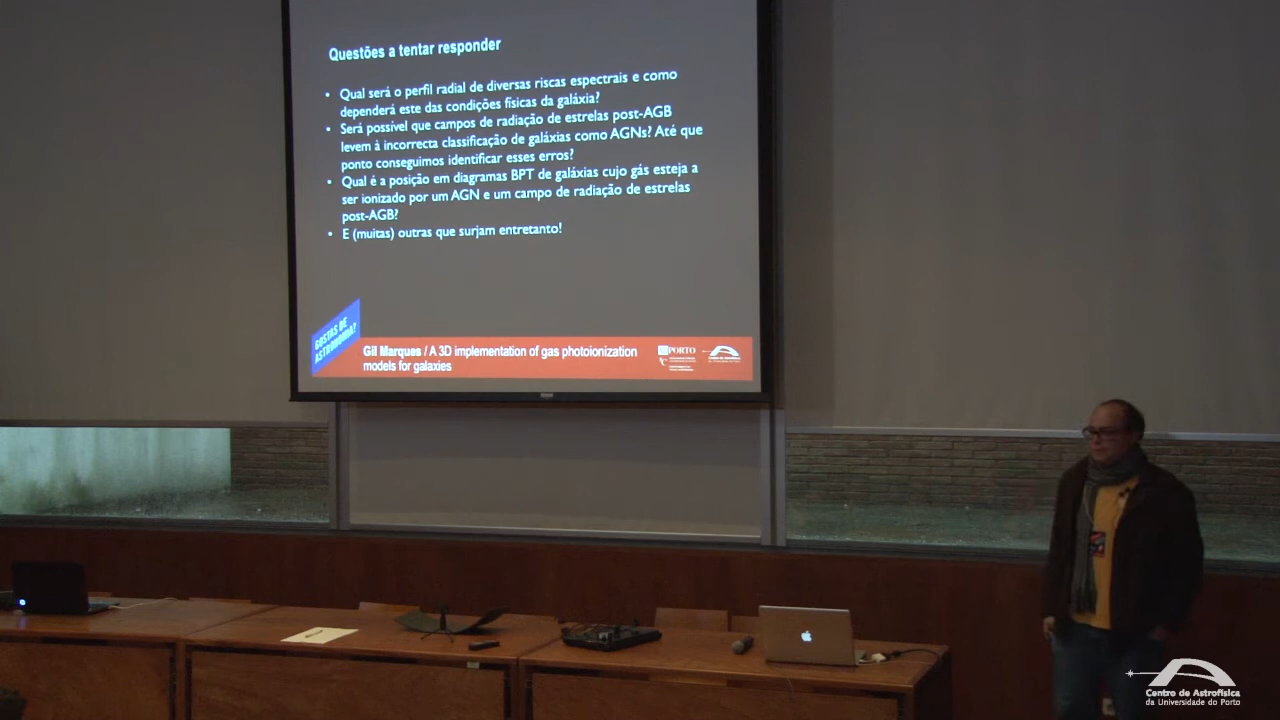 Questões a tentar responder
• Qual será o perfil radial de diversas riscas espectrais e como
dependerá este das condições físicas da galáxia?
• Será possível que campos de radiação de estrelas post-AGB
levem à incorrecta classificação de galáxias como AGNs? Até que
ponto conseguimos identificar esses erros?
• Qual é a posição em diagramas BPT de galáxias cujo gás esteja a
ser ionizado por um AGN e um campo de radiação de estrelas
post-AGB?
• E (muitas) outras que surjam entretanto!
GOSTAS DE
ASTRONOMIA?
Gil Marques / A 3D implementation of gas photoionization
models for galaxies
PORTO
Centro de Astrofísica
da Universidade do Porto